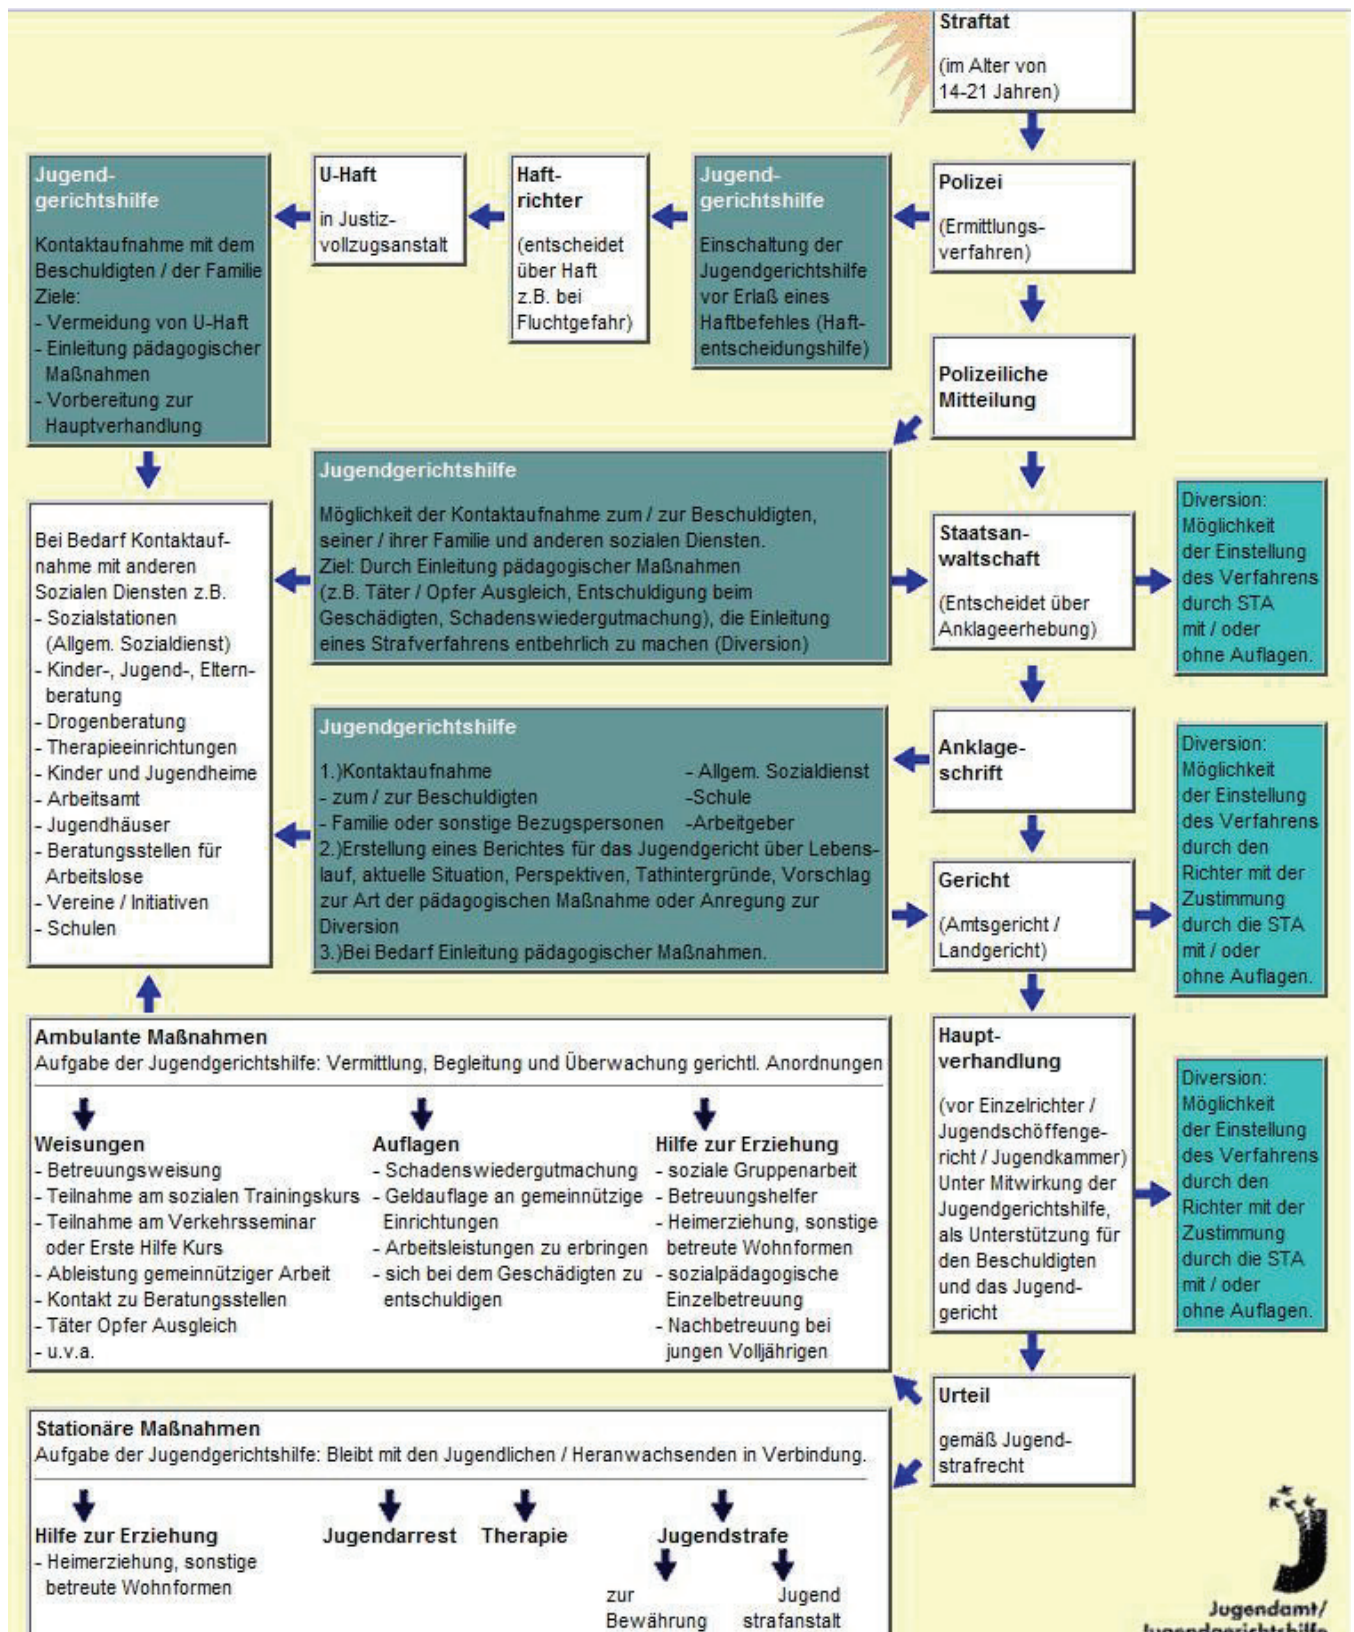 Straftat
(im Alter von
14-21 Jahren)
Jugend-
gerichtshilfe
Kontaktaufnahme mit dem
Beschuldigten / der Familie
Ziele:
- Vermeidung von U-Haft
- Einleitung pädagogischer
Maßnahmen
- Vorbereitung zur
Hauptverhandlung
U-Haft
in Justiz-
vollzugsanstalt
Haft-
richter
(entscheidet
über Haft
z.B. bei
Fluchtgefahr)
Jugend-
gerichtshilfe
Einschaltung der
Jugendgerichtshilfe
vor Erlaß eines
Haftbefehles (Haft-
entscheidungshilfe)
Polizei
(Ermittlungs-
verfahren)
Polizeiliche
Mitteilung
Jugendgerichtshilfe
Möglichkeit der Kontaktaufnahme zum / zur Beschuldigten,
seiner / ihrer Familie und anderen sozialen Diensten.
Ziel: Durch Einleitung pädagogischer Maßnahmen
(z.B. Täter / Opfer Ausgleich, Entschuldigung beim
Geschädigten, Schadenswiedergutmachung), die Einleitung
eines Strafverfahrens entbehrlich zu machen (Diversion)
Staatsan-
waltschaft
(Entscheidet über
Anklageerhebung)
Diversion:
Möglichkeit
der Einstellung
des Verfahrens
durch STA
mit / oder
ohne Auflagen.
Bei Bedarf Kontaktauf-
nahme mit anderen
Sozialen Diensten z.B.
- Sozialstationen
(Allgem. Sozialdienst)
- Kinder-, Jugend-, Eltern-
beratung
- Drogenberatung
- Therapieeinrichtungen
- Kinder und Jugendheime
- Arbeitsamt
- Jugendhäuser
- Beratungsstellen für
Arbeitslose
- Vereine / Initiativen
- Schulen
Jugendgerichtshilfe
1.)Kontaktaufnahme - Allgem. Sozialdienst
- zum / zur Beschuldigten -Schule
- Familie oder sonstige Bezugspersonen -Arbeitgeber
2.)Erstellung eines Berichtes für das Jugendgericht über Lebens-
lauf, aktuelle Situation, Perspektiven, Tathintergründe, Vorschlag
zur Art der pädagogischen Maßnahme oder Anregung zur
Diversion
3.)Bei Bedarf Einleitung pädagogischer Maßnahmen.
Anklage-
schrift
Gericht
(Amtsgericht /
Landgericht)
Diversion:
Möglichkeit
der Einstellung
des Verfahrens
durch den
Richter mit der
Zustimmung
durch die STA
mit / oder
ohne Auflagen.
Ambulante Maßnahmen
Aufgabe der Jugendgerichtshilfe: Vermittlung, Begleitung und Überwachung gerichtl. Anordnungen
Weisungen
- Betreuungsweisung
- Teilnahme am sozialen Trainingskurs
- Teilnahme am Verkehrsseminar
oder Erste Hilfe Kurs
- Ableistung gemeinnütziger Arbeit
- Kontakt zu Beratungsstellen
- Täter Opfer Ausgleich
- u.v.a.
Auflagen
- Schadenswiedergutmachung
- Geldauflage an gemeinnützige
Einrichtungen
- Arbeitsleistungen zu erbringen
- sich bei dem Geschädigten zu
entschuldigen
Hilfe zur Erziehung
- soziale Gruppenarbeit
- Betreuungshelfer
- Heimerziehung, sonstige
betreute Wohnformen
- sozialpädagogische
Einzelbetreuung
- Nachbetreuung bei
jungen Volljährigen
Haupt-
verhandlung
(vor Einzelrichter /
Jugendschöffenge-
richt / Jugendkammer)
Unter Mitwirkung der
Jugendgerichtshilfe,
als Unterstützung für
den Beschuldigten
und das Jugend-
gericht
Diversion:
Möglichkeit
der Einstellung
des Verfahrens
durch den
Richter mit der
Zustimmung
durch die STA
mit / oder
ohne Auflagen.
Urteil
gemäß Jugend-
strafrecht
Stationäre Maßnahmen
Aufgabe der Jugendgerichtshilfe: Bleibt mit den Jugendlichen / Heranwachsenden in Verbindung.
Hilfe zur Erziehung
- Heimerziehung, sonstige
betreute Wohnformen
Jugendarrest
Therapie
Jugendstrafe
zur
Bewährung
Jugend
strafanstalt
Jugendamt/
Jugendgerichtshilfe